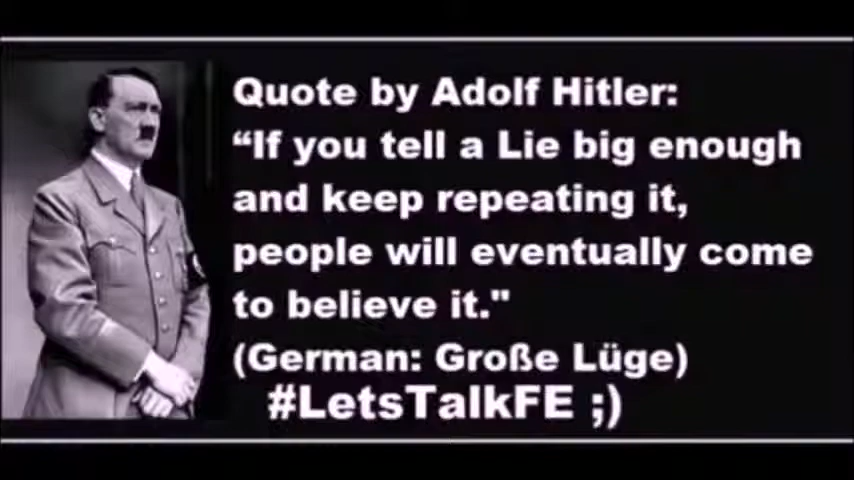 Quote by Adolf Hitler:
“If you tell a Lie big enough
and keep repeating it,
people will eventually come
to believe it."
(German: Große Lüge)
#LetsTalkFE ;)